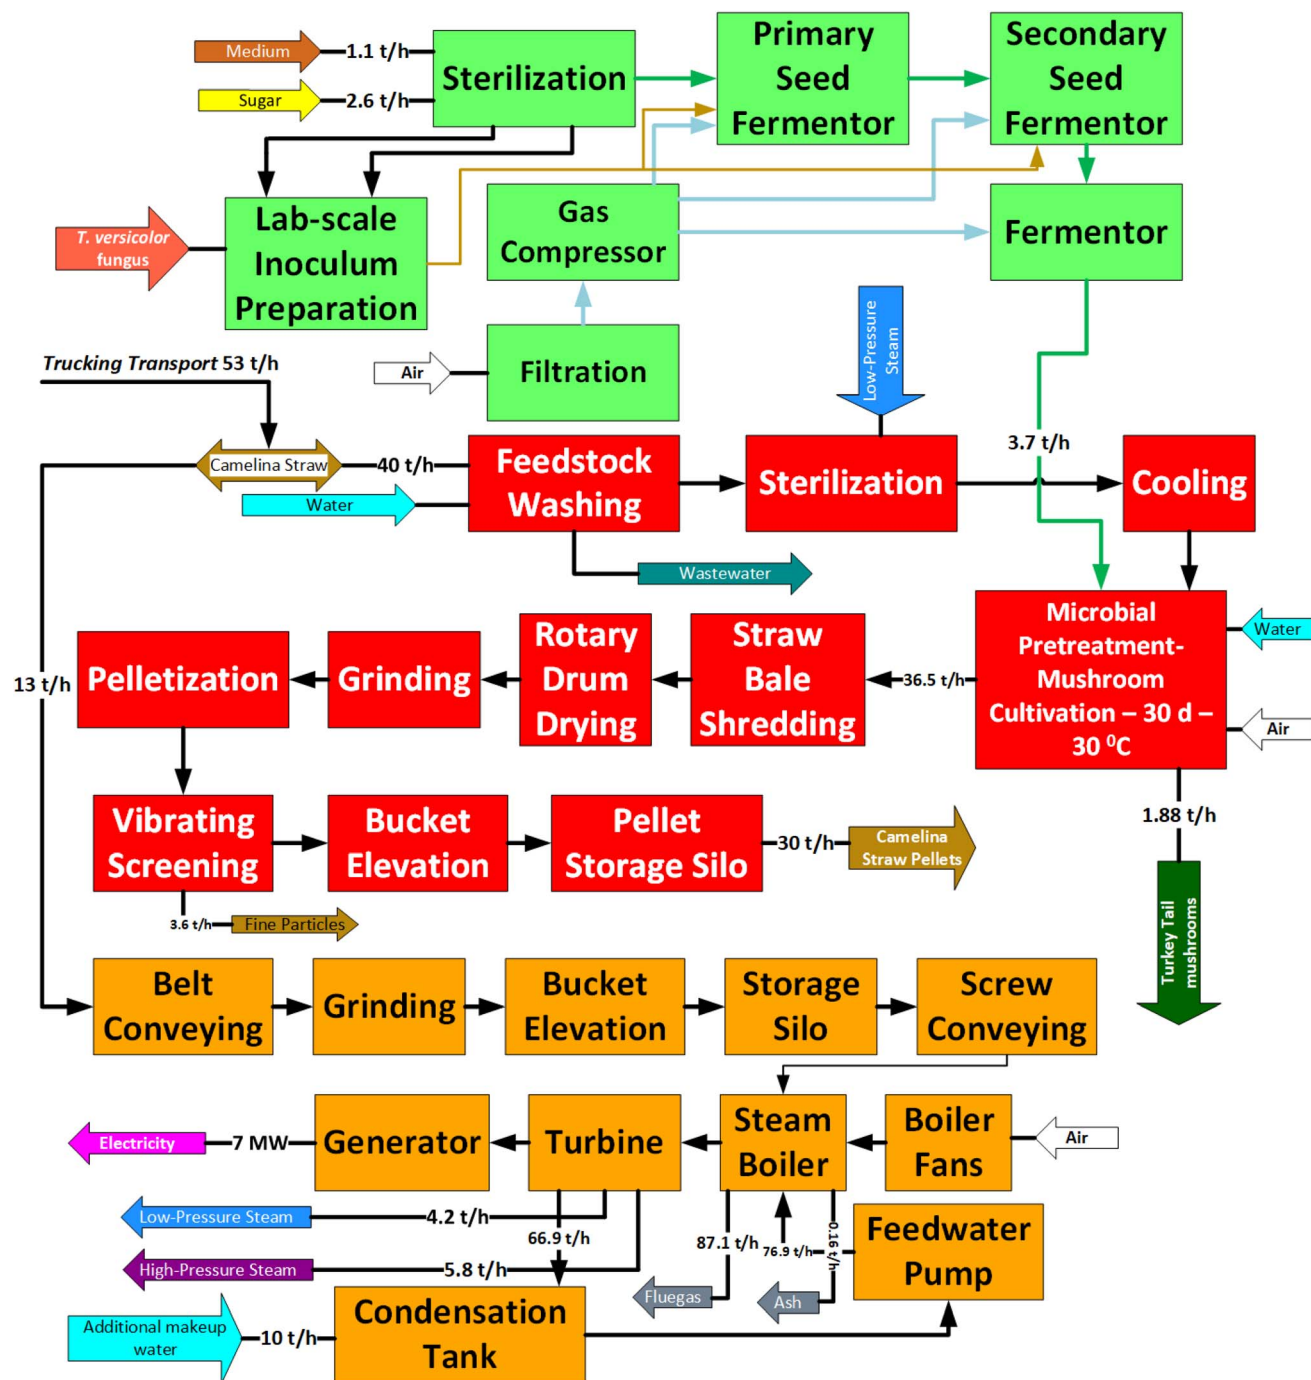 Medium
1.1 t/h
Sugar
2.6 t/h
Sterilization
Primary
Seed
Fermentor
Secondary
Seed
Fermentor
T. versicolor
fungus
Lab-scale
Inoculum
Preparation
Gas
Compressor
Fermentor
Air
Filtration
Low-Pressure
Steam
Trucking Transport 53 t/h
Camelina Straw
40 t/h
Water
Feedstock
Washing
Sterilization
3.7 t/h
Cooling
Wastewater
Microbial
Pretreatment-
Mushroom
Cultivation – 30 d –
30 ⁰C
Water
Air
36.5 t/h
Straw
Bale
Shredding
Rotary
Drum
Drying
Grinding
Pelletization
13 t/h
Vibrating
Screening
Bucket
Elevation
Pellet
Storage Silo
30 t/h
Camelina
Straw Pellets
3.6 t/h
Fine Particles
1.88 t/h
Turkey Tail
mushrooms
Belt
Conveying
Grinding
Bucket
Elevation
Storage
Silo
Screw
Conveying
Electricity
7 MW
Generator
Turbine
Steam
Boiler
Boiler
Fans
Air
Low-Pressure Steam
4.2 t/h
66.9 t/h
High-Pressure Steam
5.8 t/h
87.1 t/h
Fluegas
76.9 t/h
0.16 t/h
Ash
Feedwater
Pump
Additional makeup
water
10 t/h
Condensation
Tank